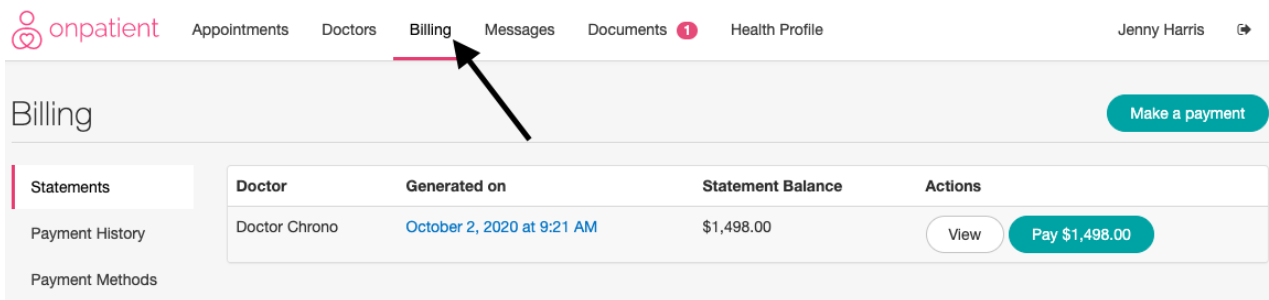 onpatient Appointments Doctors Billing Messages Documents 1 Health Profile Jenny Harris
Billing Make a payment
Statements Doctor Generated on Statement Balance Actions
Doctor Chrono October 2, 2020 at 9:21 AM $1,498.00 View Pay $1,498.00
Payment History
Payment Methods